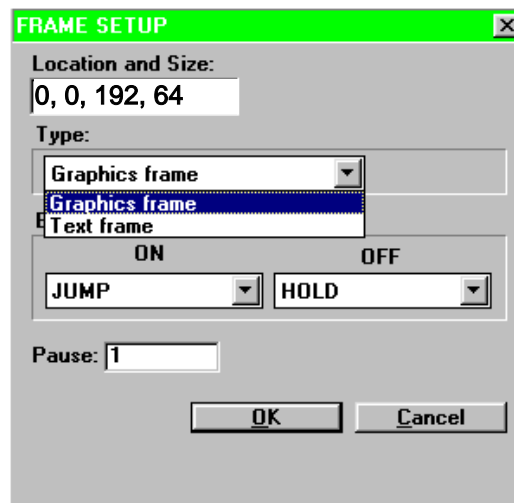 FRAME SETUP
Location and Size:
0, 0, 192, 64
Type:
Graphics frame
Graphics frame
Text frame
ON OFF
JUMP HOLD
Pause: 1
OK Cancel